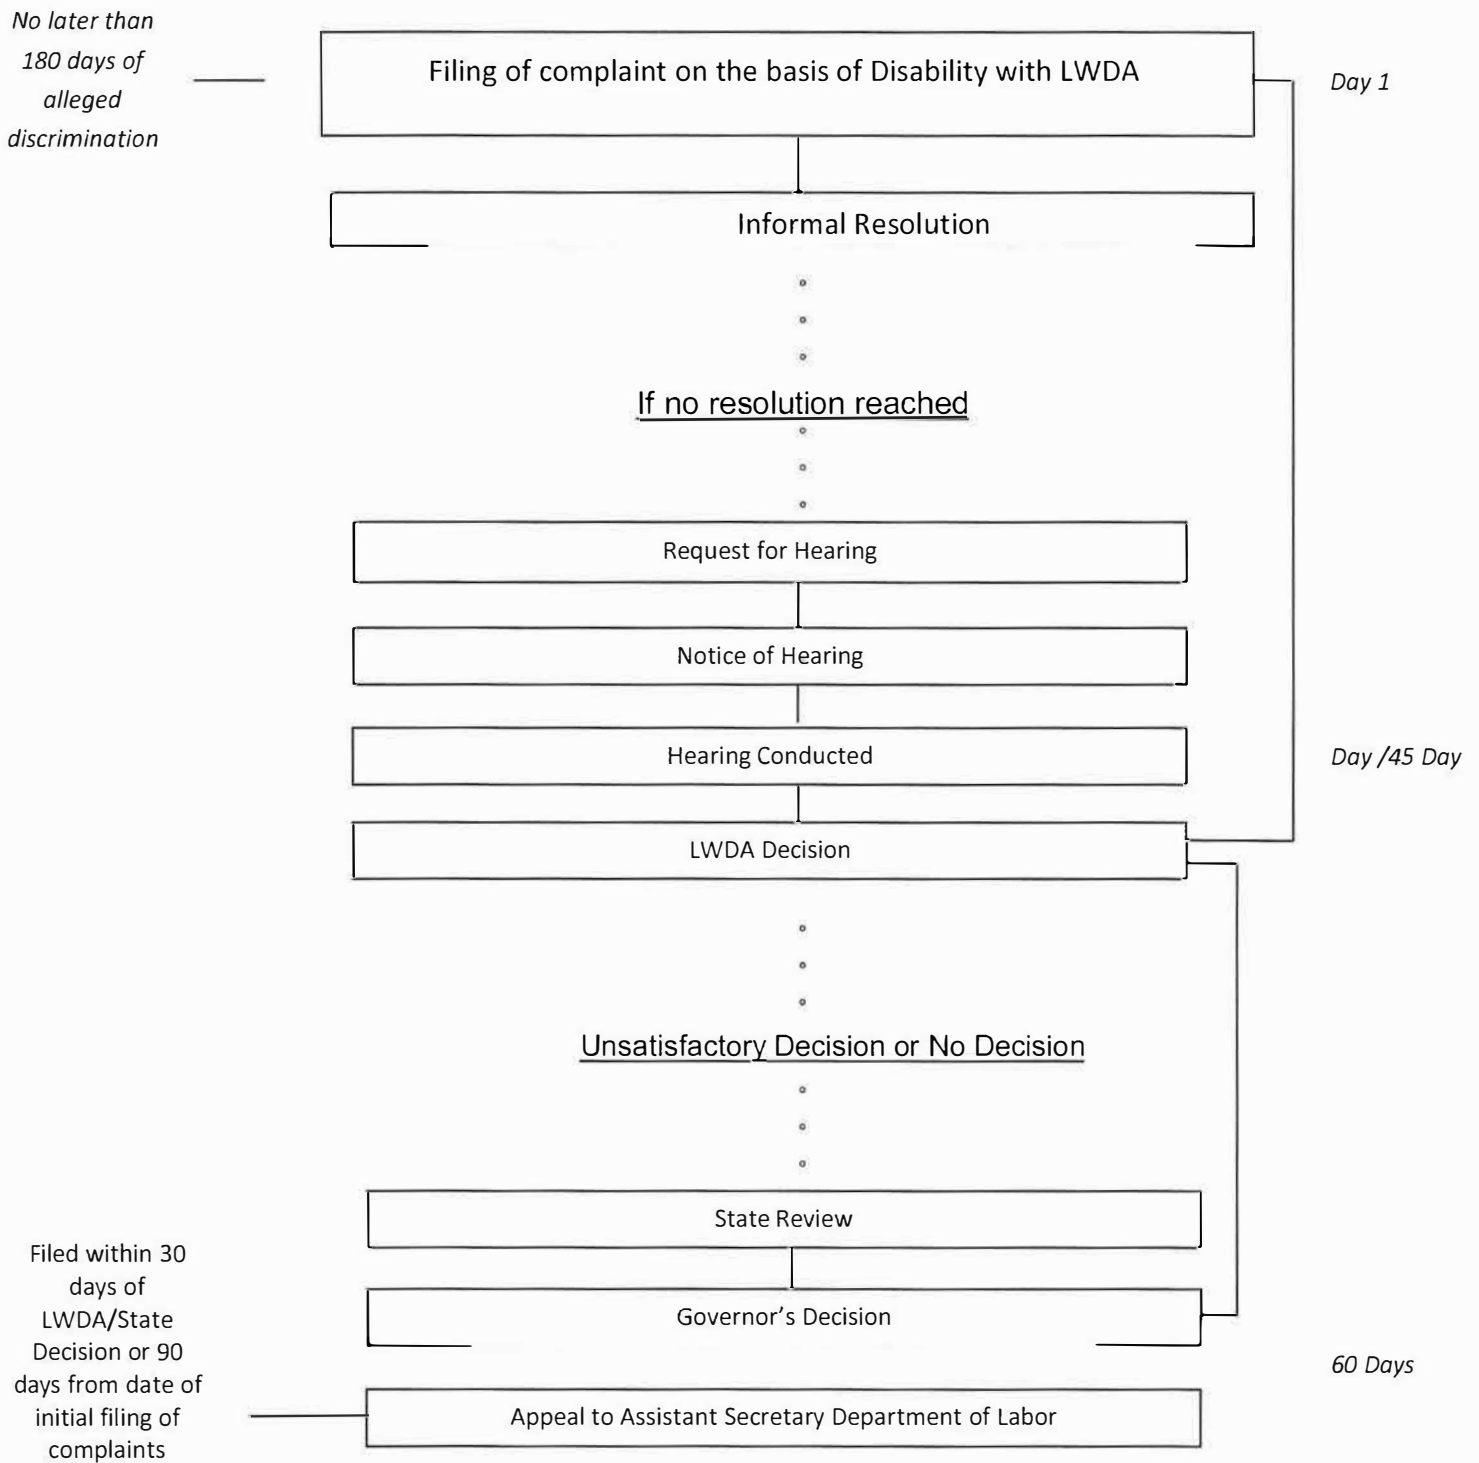 No later than
180 days of
alleged
discrimination
Filing of complaint on the basis of Disability with LWDA
Day 1
Informal Resolution
If no resolution reached
Request for Hearing
Notice of Hearing
Hearing Conducted
Day /45 Day
LWDA Decision
Unsatisfactory Decision or No Decision
State Review
Governor's Decision
60 Days
Filed within 30
days of
LWDA/State
Decision or 90
days from date of
initial filing of
complaints
Appeal to Assistant Secretary Department of Labor